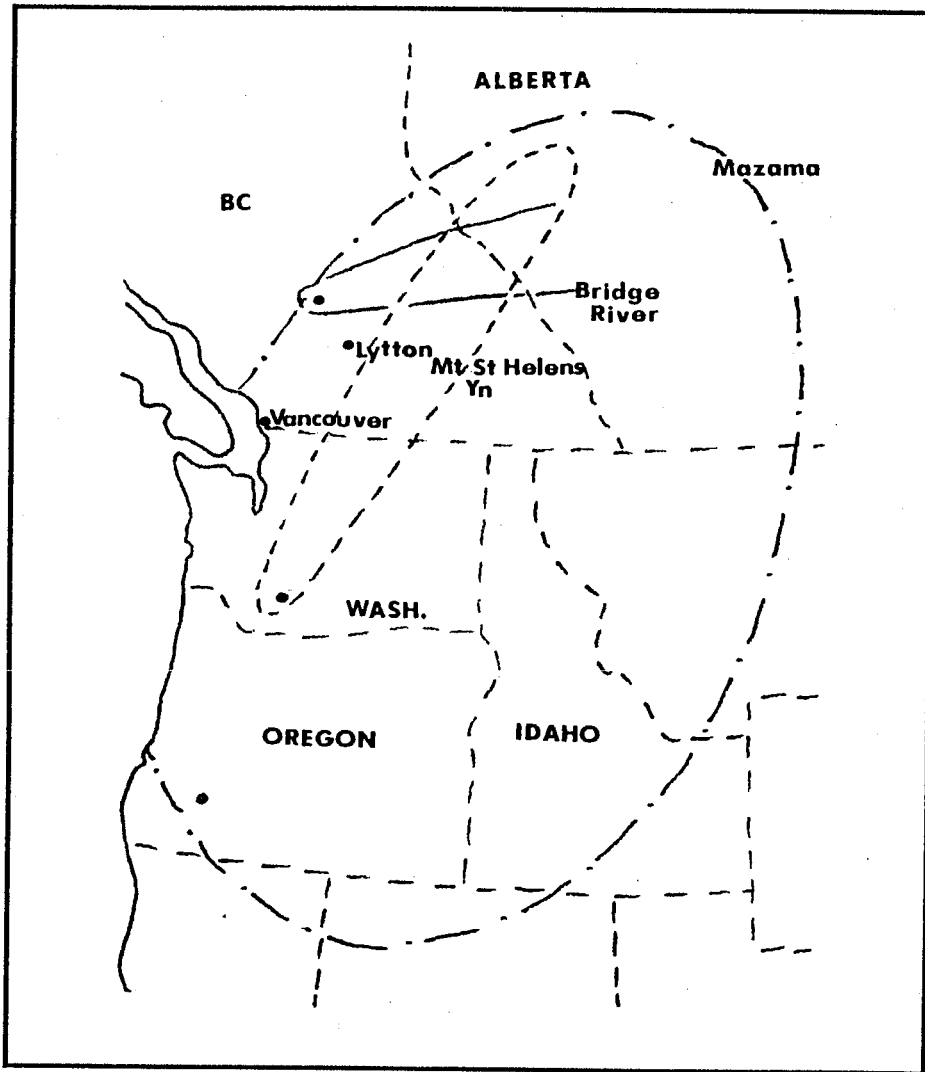 ALBERTA
Mazama
BC
Bridge
River
Lytton
Mt St Helens
Yn
Vancouver
WASH.
OREGON
IDAHO